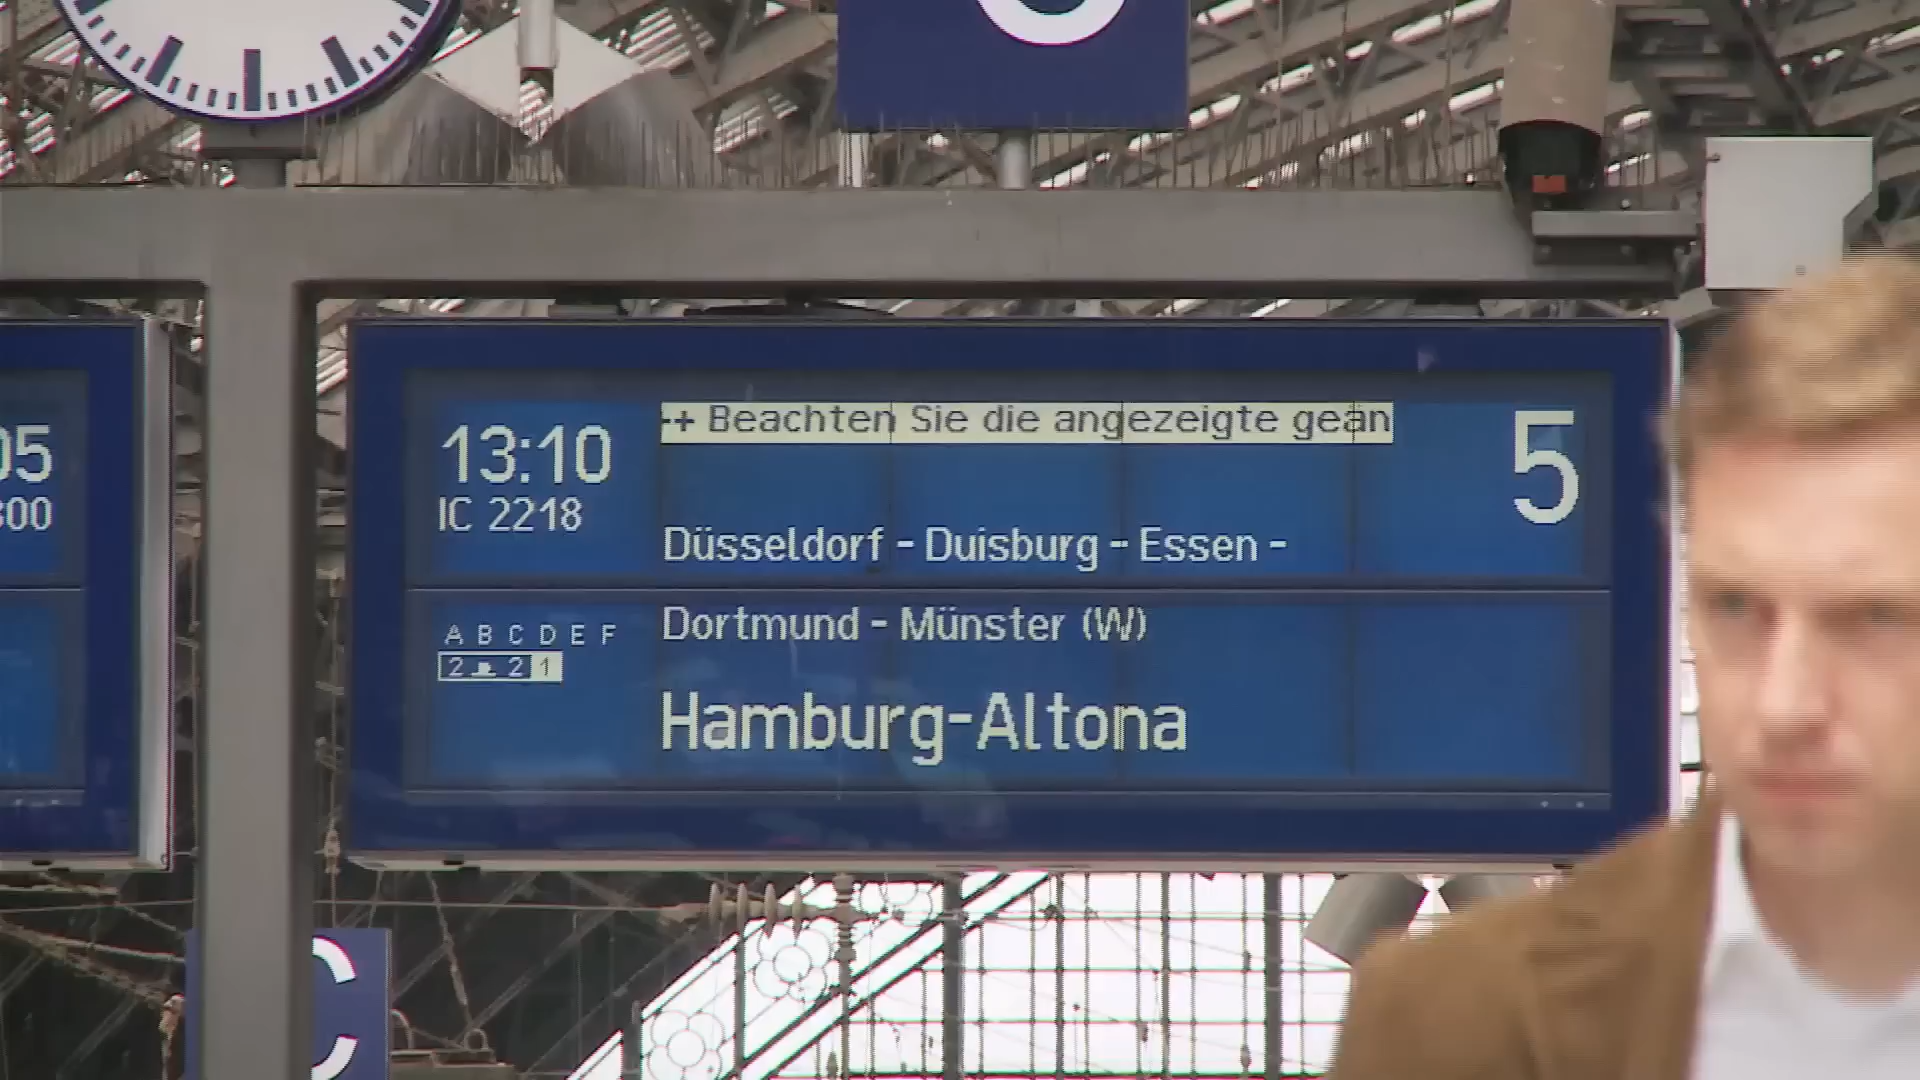 05
300
13:10
IC 2218
++ Beachten Sie die angezeigte geän
5
Düsseldorf - Duisburg - Essen -
A B C D E F
2 2 1
Dortmund - Münster (W)
Hamburg-Altona
C